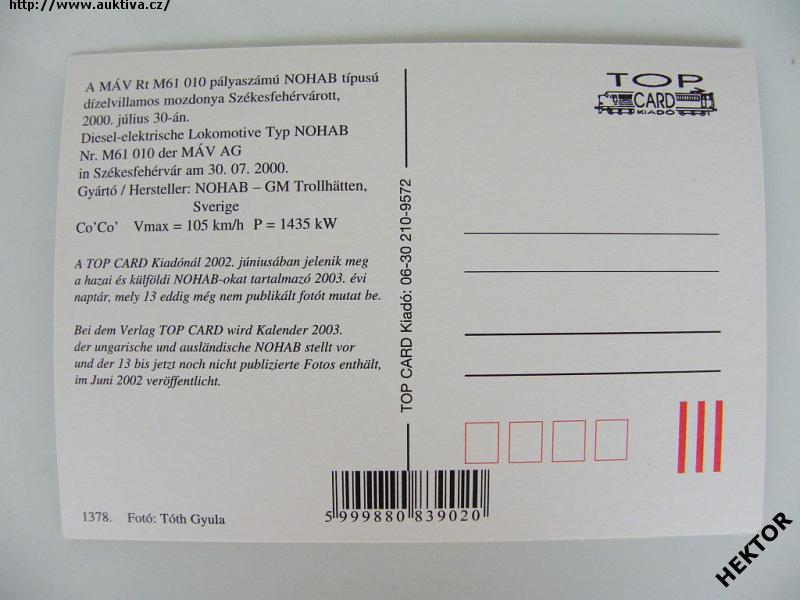 http://www.auktiva.cz/
A MÁV Rt M61 010 pályaszámú NOHAB típusú
dízelvillamos mozdonya Székesfehérvárott,
2000. július 30-án.
Diesel-elektrische Lokomotive Typ NOHAB
Nr. M61 010 der MÁV AG
in Székesfehérvár am 30. 07. 2000.
Gyártó / Hersteller: NOHAB – GM Trollhätten,
Sverige
Co'Co' Vmax = 105 km/h P = 1435 kW
A TOP CARD Kiadónál 2002. júniusában jelenik meg
a hazai és külföldi NOHAB-okat tartalmazó 2003. évi
naptár, mely 13 eddig még nem publikált fotót mutat be.
Bei dem Verlag TOP CARD wird Kalender 2003.
der ungarische und ausländische NOHAB stellt vor
und der 13 bis jetzt noch nicht publizierte Fotos enthält,
im Juni 2002 veröffentlicht.
1378. Fotó: Tóth Gyula
TOP CARD Kiadó: 06-30 210-9572
TOP
CARD
KIADÓ
5 999880 839020
HEKTOR